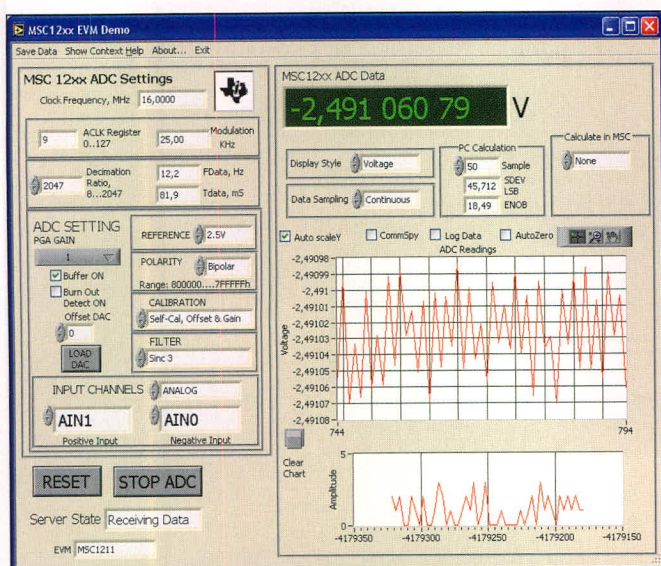 MSC12xx EVM Demo
Save Data Show Context Help About... Exit
MSC 12xx ADC Settings
Clock Frequency, MHz 16,0000
9 ACLK Register 0..127 25,00 Modulation KHz
2047 Decimation Ratio, 8...2047
12,2 FData, Hz
81,9 Tdata, mS
ADC SETTING
PGA GAIN
1
Buffer ON
Burn Out Detect ON
Offset DAC
0
LOAD DAC
REFERENCE 2.5V
POLARITY Bipolar
Range: 800000....7FFFFFh
CALIBRATION
Self-Cal, Offset & Gain
FILTER
Sinc 3
INPUT CHANNELS ANALOG
AIN1 AIN0
Positive Input Negative Input
RESET STOP ADC
Server State Receiving Data
EVM MSC1211
MSC12xx ADC Data
-2,491 060 79 V
Display Style Voltage
Data Sampling Continuous
PC Calculation
50 Sample
45,712 SDEV LSB
18,49 ENOB
Calculate in MSC
None
Auto scaleY CommSpy Log Data AutoZero
ADC Readings
Voltage
-2,49098
-2,49099
-2,491
-2,49101
-2,49102
-2,49103
-2,49104
-2,49105
-2,49106
-2,49107
-2,49108
744 794
Clear Chart
Amplitude
5
0
-4179350 -4179300 -4179250 -4179200 -4179150